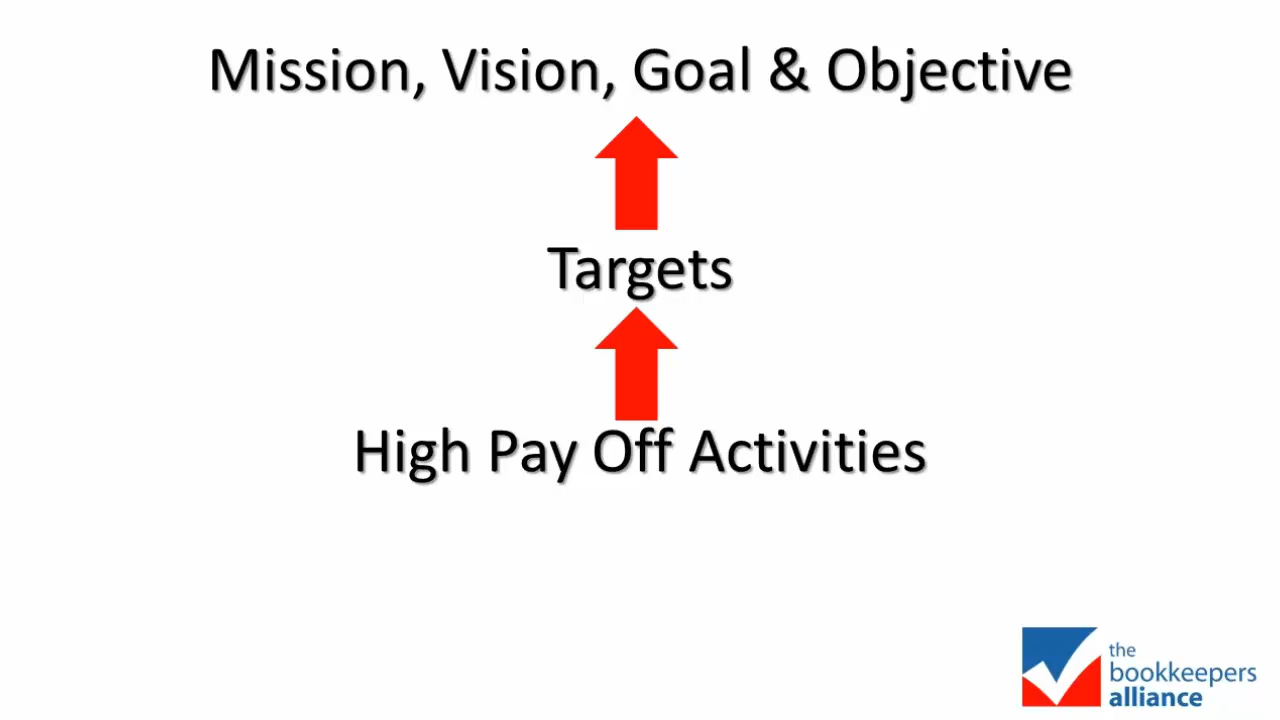 Mission, Vision, Goal & Objective
Targets
High Pay Off Activities
the
bookkeepers
alliance